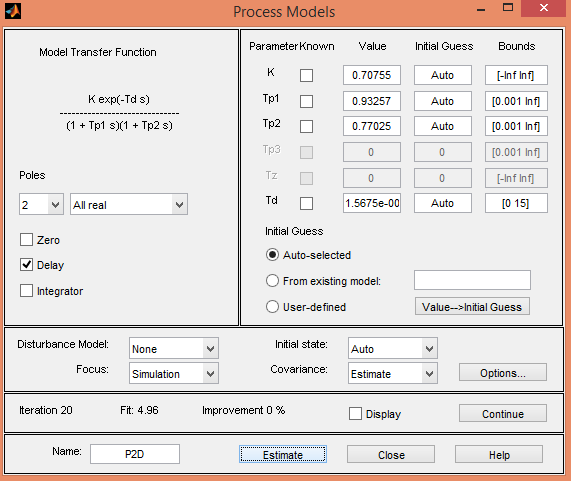 Process Models
Model Transfer Function
K exp(-Td s)
------------------------------
(1 + Tp1 s)(1 + Tp2 s)
Poles
2 All real
Zero
Delay
Integrator
Parameter Known Value Initial Guess Bounds
K 0.70755 Auto [-Inf Inf]
Tp1 0.93257 Auto [0.001 Inf]
Tp2 0.77025 Auto [0.001 Inf]
Tp3 0 0 [0.001 Inf]
Tz 0 0 [-Inf Inf]
Td 1.5675e-00 Auto [0 15]
Initial Guess
Auto-selected
From existing model:
User-defined Value-->Initial Guess
Disturbance Model: None Initial state: Auto
Focus: Simulation Covariance: Estimate Options...
Iteration 20 Fit: 4.96 Improvement 0 % Display Continue
Name: P2D Estimate Close Help